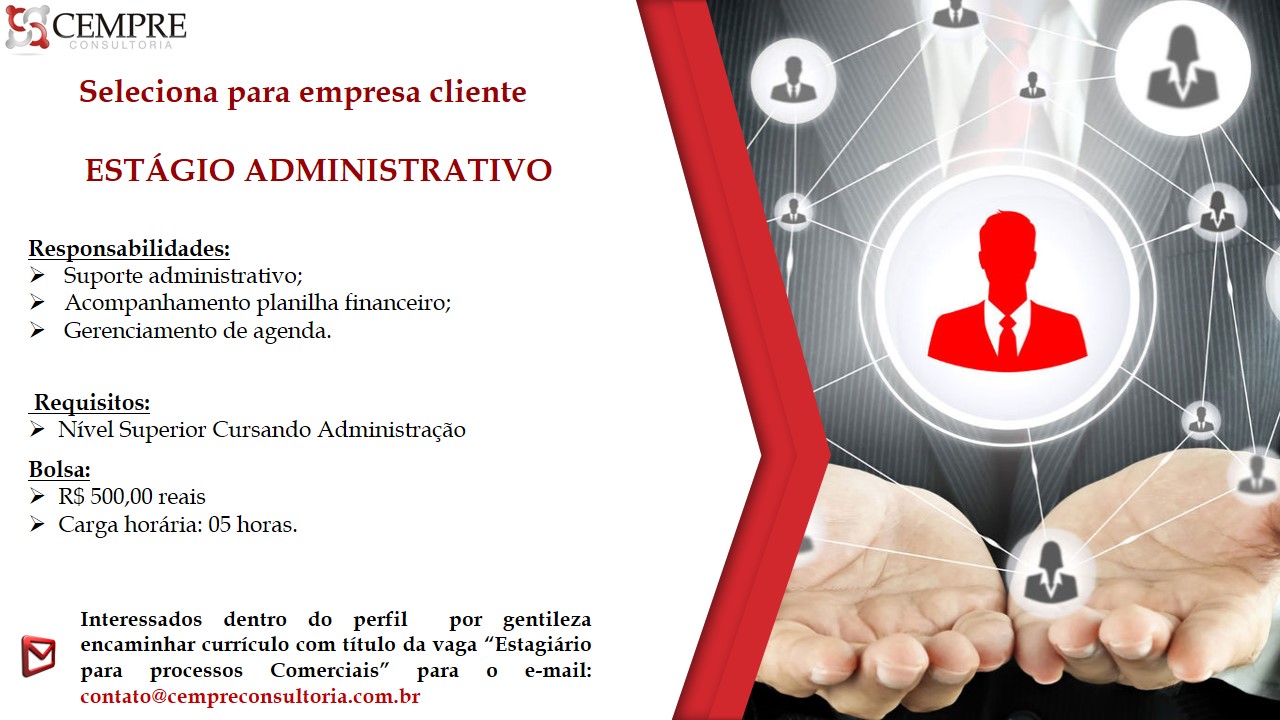 CEMPRE
CONSULTORIA
Seleciona para empresa cliente
ESTÁGIO ADMINISTRATIVO
Responsabilidades:
➢ Suporte administrativo;
➢ Acompanhamento planilha financeiro;
➢ Gerenciamento de agenda.
Requisitos:
➢ Nível Superior Cursando Administração
Bolsa:
➢ R$ 500,00 reais
➢ Carga horária: 05 horas.
Interessados dentro do perfil por gentileza
encaminhar currículo com título da vaga “Estagiário
para processos Comerciais” para o e-mail:
contato@cempreconsultoria.com.br